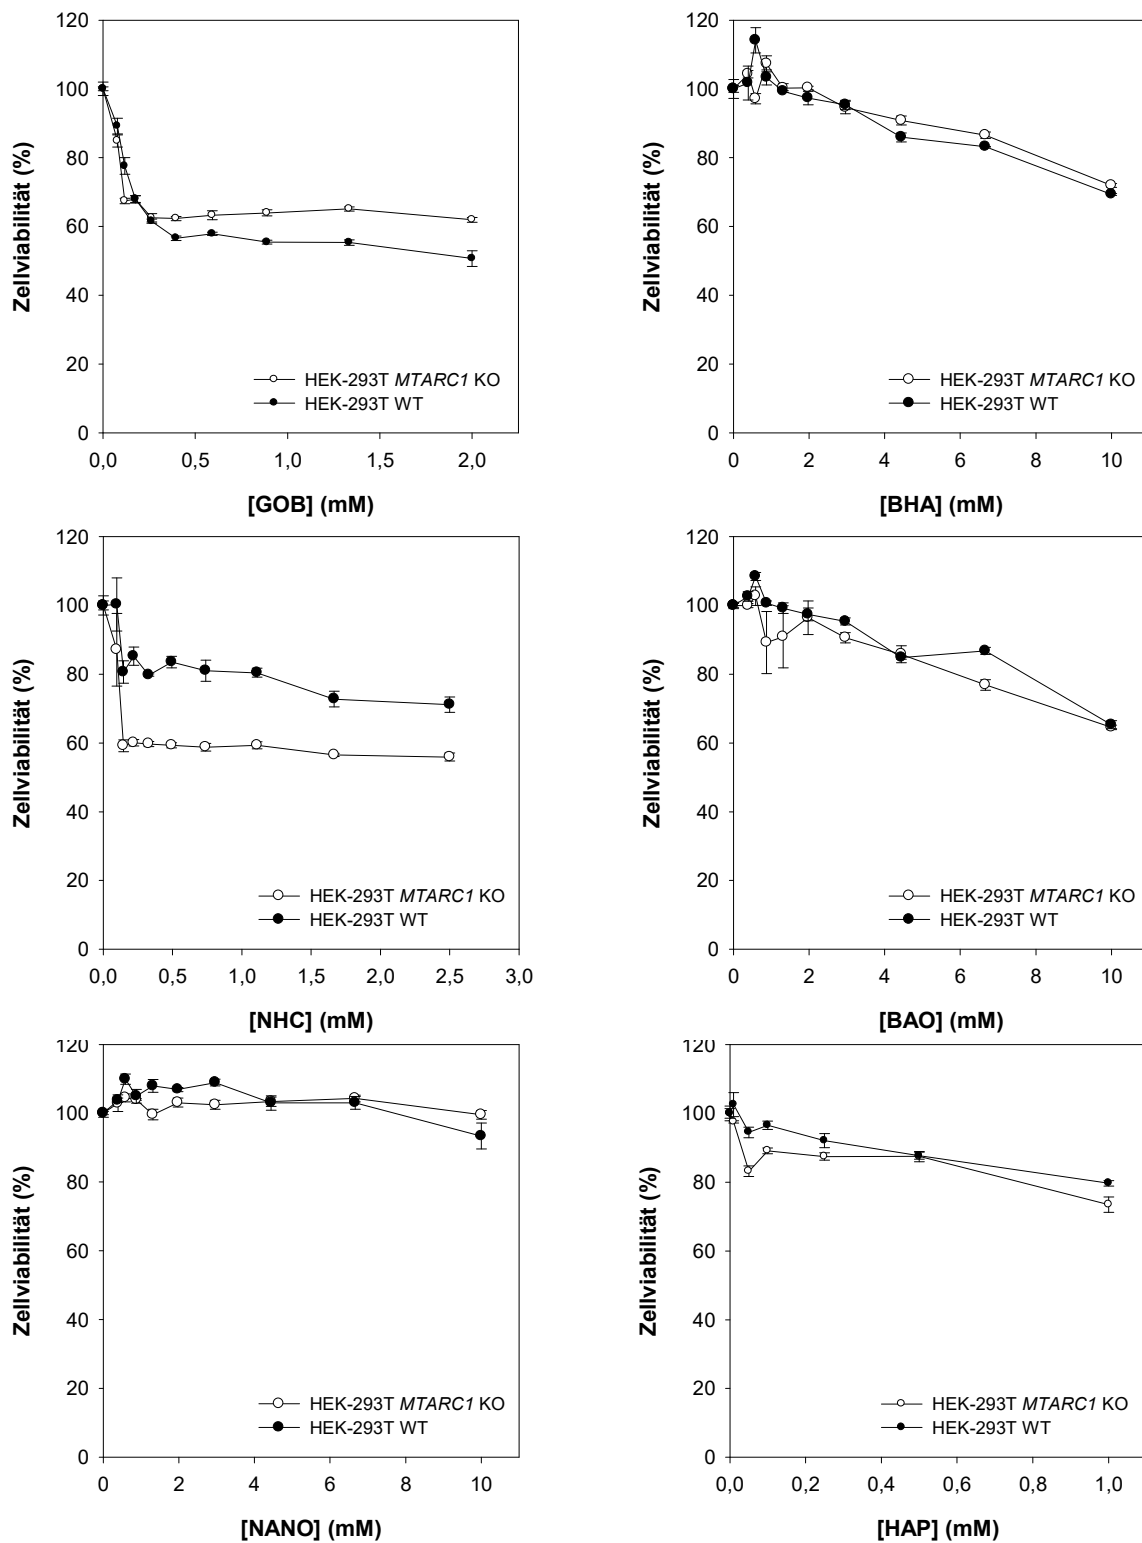 120
100
80
60
40
20
0
Zellviabilität (%)
HEK-293T MTARC1 KO
HEK-293T WT
0,0 0,5 1,0 1,5 2,0
[GOB] (mM)
120
100
80
60
40
20
0
Zellviabilität (%)
HEK-293T MTARC1 KO
HEK-293T WT
0 2 4 6 8 10
[BHA] (mM)
120
100
80
60
40
20
0
Zellviabilität (%)
HEK-293T MTARC1 KO
HEK-293T WT
0,0 0,5 1,0 1,5 2,0 2,5 3,0
[NHC] (mM)
120
100
80
60
40
20
0
Zellviabilität (%)
HEK-293T MTARC1 KO
HEK-293T WT
0 2 4 6 8 10
[BAO] (mM)
120
100
80
60
40
20
0
Zellviabilität (%)
HEK-293T MTARC1 KO
HEK-293T WT
0 2 4 6 8 10
[NANO] (mM)
120
100
80
60
40
20
0
Zellviabilität (%)
HEK-293T MTARC1 KO
HEK-293T WT
0,0 0,2 0,4 0,6 0,8 1,0
[HAP] (mM)